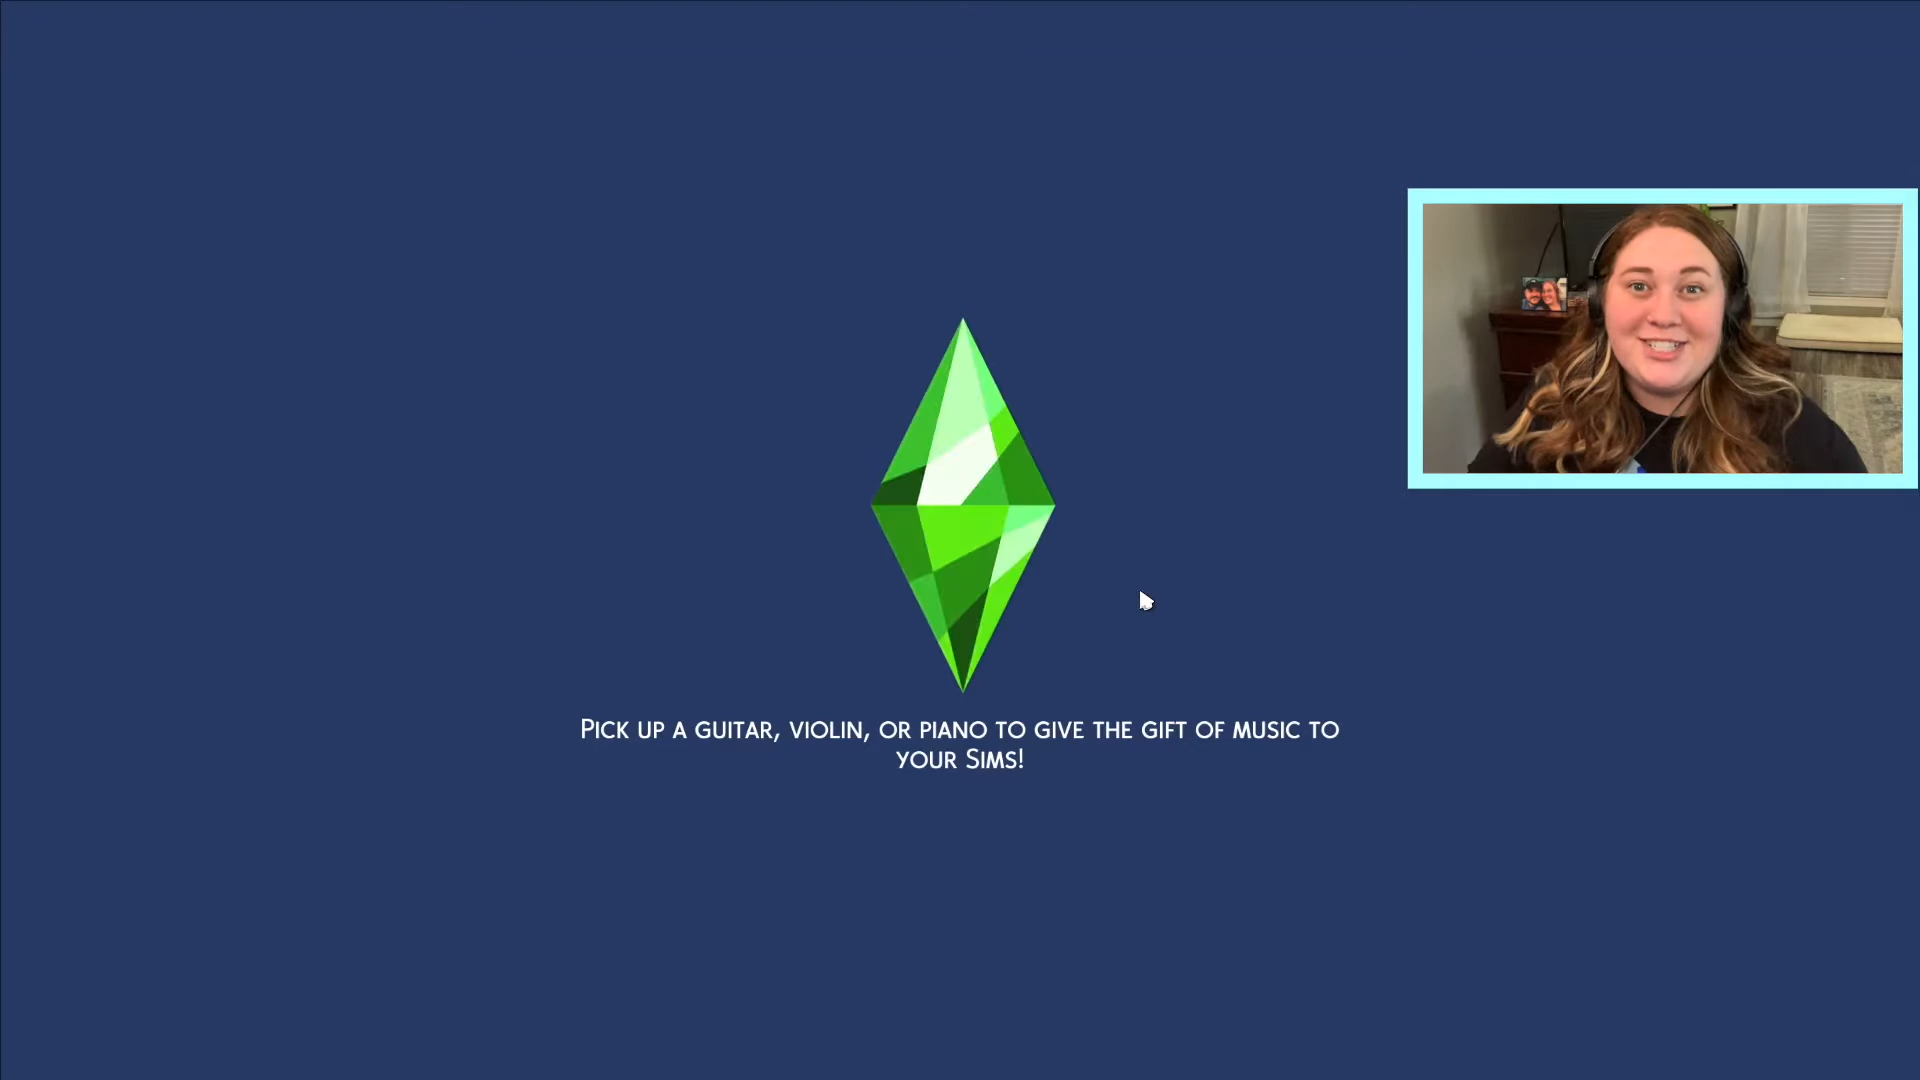 Pick up a guitar, violin, or piano to give the gift of music to
your Sims!